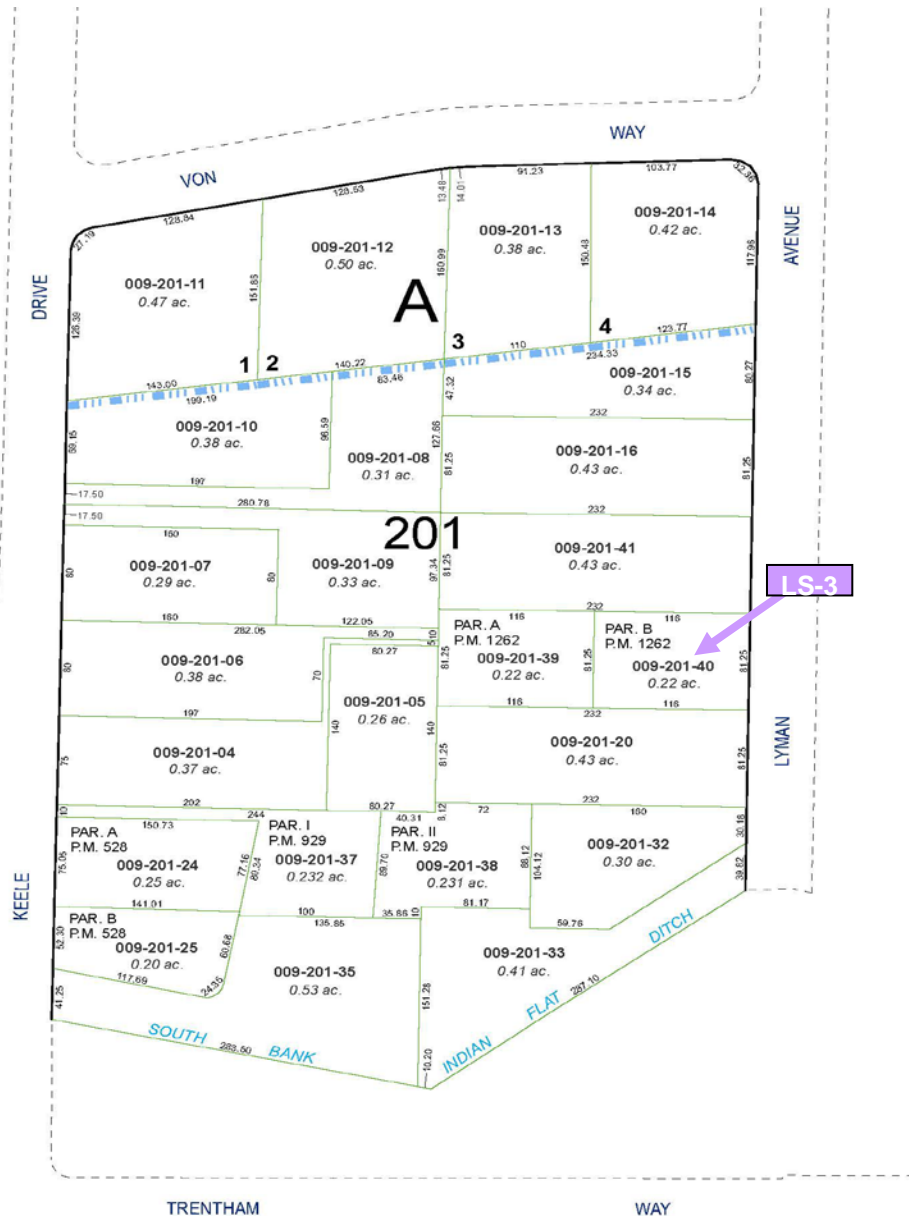 WAY
VON
DRIVE
AVENUE
27.19
128.84
128.53
13.48
14.01
91.23
103.77
32.36
009-201-11
0.47 ac.
009-201-12
0.50 ac.
009-201-13
0.38 ac.
009-201-14
0.42 ac.
151.86
160.99
150.48
117.96
A
1
2
3
4
143.00
199.19
140.22
83.46
110
234.33
123.77
009-201-10
0.38 ac.
009-201-08
0.31 ac.
009-201-15
0.34 ac.
69.15
47.32
80.27
232
127.66
009-201-16
0.43 ac.
81.25
81.25
197
17.50
280.76
232
17.50
160
201
009-201-07
0.29 ac.
009-201-09
0.33 ac.
009-201-41
0.43 ac.
80
80
97.34
81.25
LS-3
160
122.05
116
232
116
282.05
85.20
10
5
80.27
PAR. A
P.M. 1262
009-201-39
0.22 ac.
PAR. B
P.M. 1262
009-201-40
0.22 ac.
81.25
81.25
81.25
009-201-06
0.38 ac.
80
70
009-201-05
0.26 ac.
197
116
232
116
009-201-04
0.37 ac.
75
140
140
81.25
009-201-20
0.43 ac.
81.25
LYMAN
202
244
80.27
40.31
8.12
72
232
160
10
150.73
PAR. A
P.M. 528
009-201-24
0.25 ac.
75.05
77.16
80.34
PAR. I
P.M. 929
009-201-37
0.232 ac.
89.70
PAR. II
P.M. 929
009-201-38
0.231 ac.
88.12
104.12
009-201-32
0.30 ac.
30.18
39.82
KEELE
141.01
100
135.85
35.66
10
81.17
59.76
PAR. B
P.M. 528
009-201-25
0.20 ac.
52.30
60.68
117.69
24.35
009-201-35
0.53 ac.
009-201-33
0.41 ac.
151.28
10.20
41.25
SOUTH
283.50
BANK
INDIAN
FLAT
287.10
DITCH
TRENTHAM
WAY